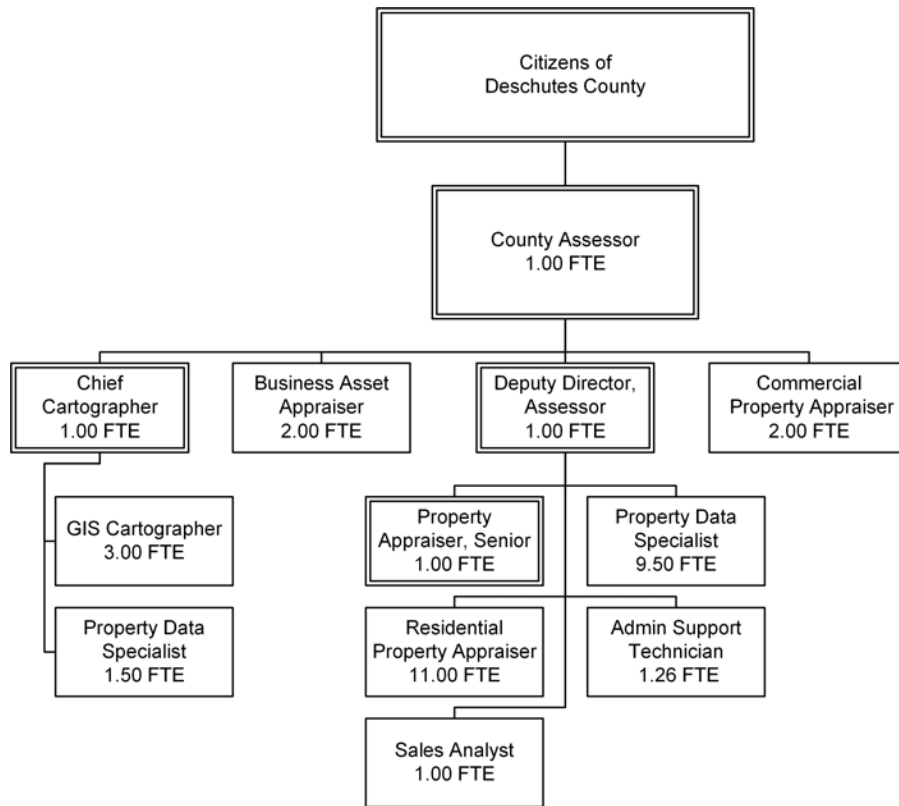 Citizens of
Deschutes County
County Assessor
1.00 FTE
Chief
Cartographer
1.00 FTE
Business Asset
Appraiser
2.00 FTE
Deputy Director,
Assessor
1.00 FTE
Commercial
Property Appraiser
2.00 FTE
GIS Cartographer
3.00 FTE
Property
Appraiser, Senior
1.00 FTE
Property Data
Specialist
9.50 FTE
Property Data
Specialist
1.50 FTE
Residential
Property Appraiser
11.00 FTE
Admin Support
Technician
1.26 FTE
Sales Analyst
1.00 FTE